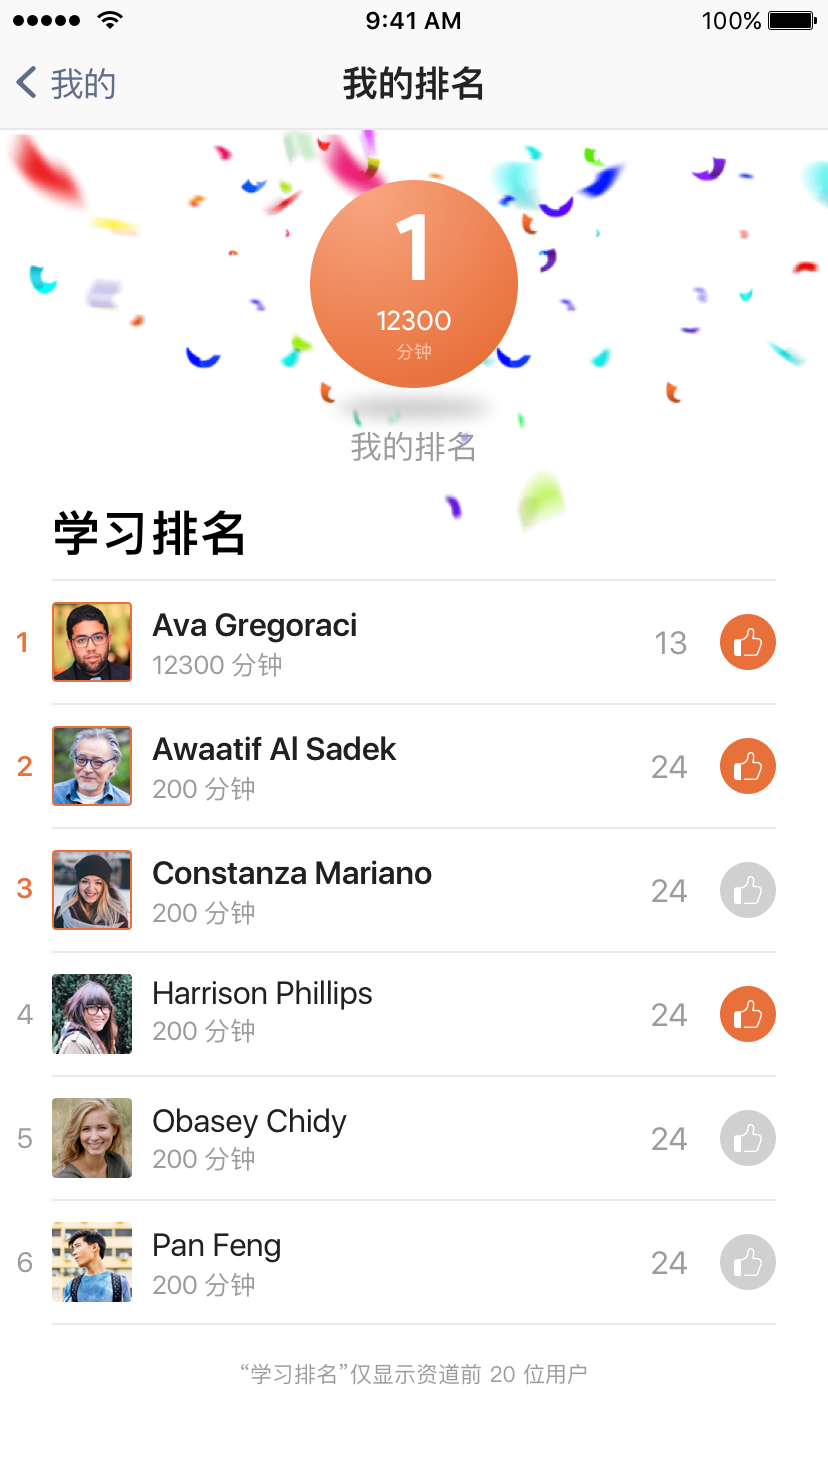 9:41 AM 100%
我的 我的排名
1
12300
分钟
我的排名
学习排名
1 Ava Gregoraci 13
12300 分钟
2 Awaatif Al Sadek 24
200 分钟
3 Constanza Mariano 24
200 分钟
4 Harrison Phillips 24
200 分钟
5 Obasey Chidy 24
200 分钟
6 Pan Feng 24
200 分钟
“学习排名”仅显示资道前 20 位用户